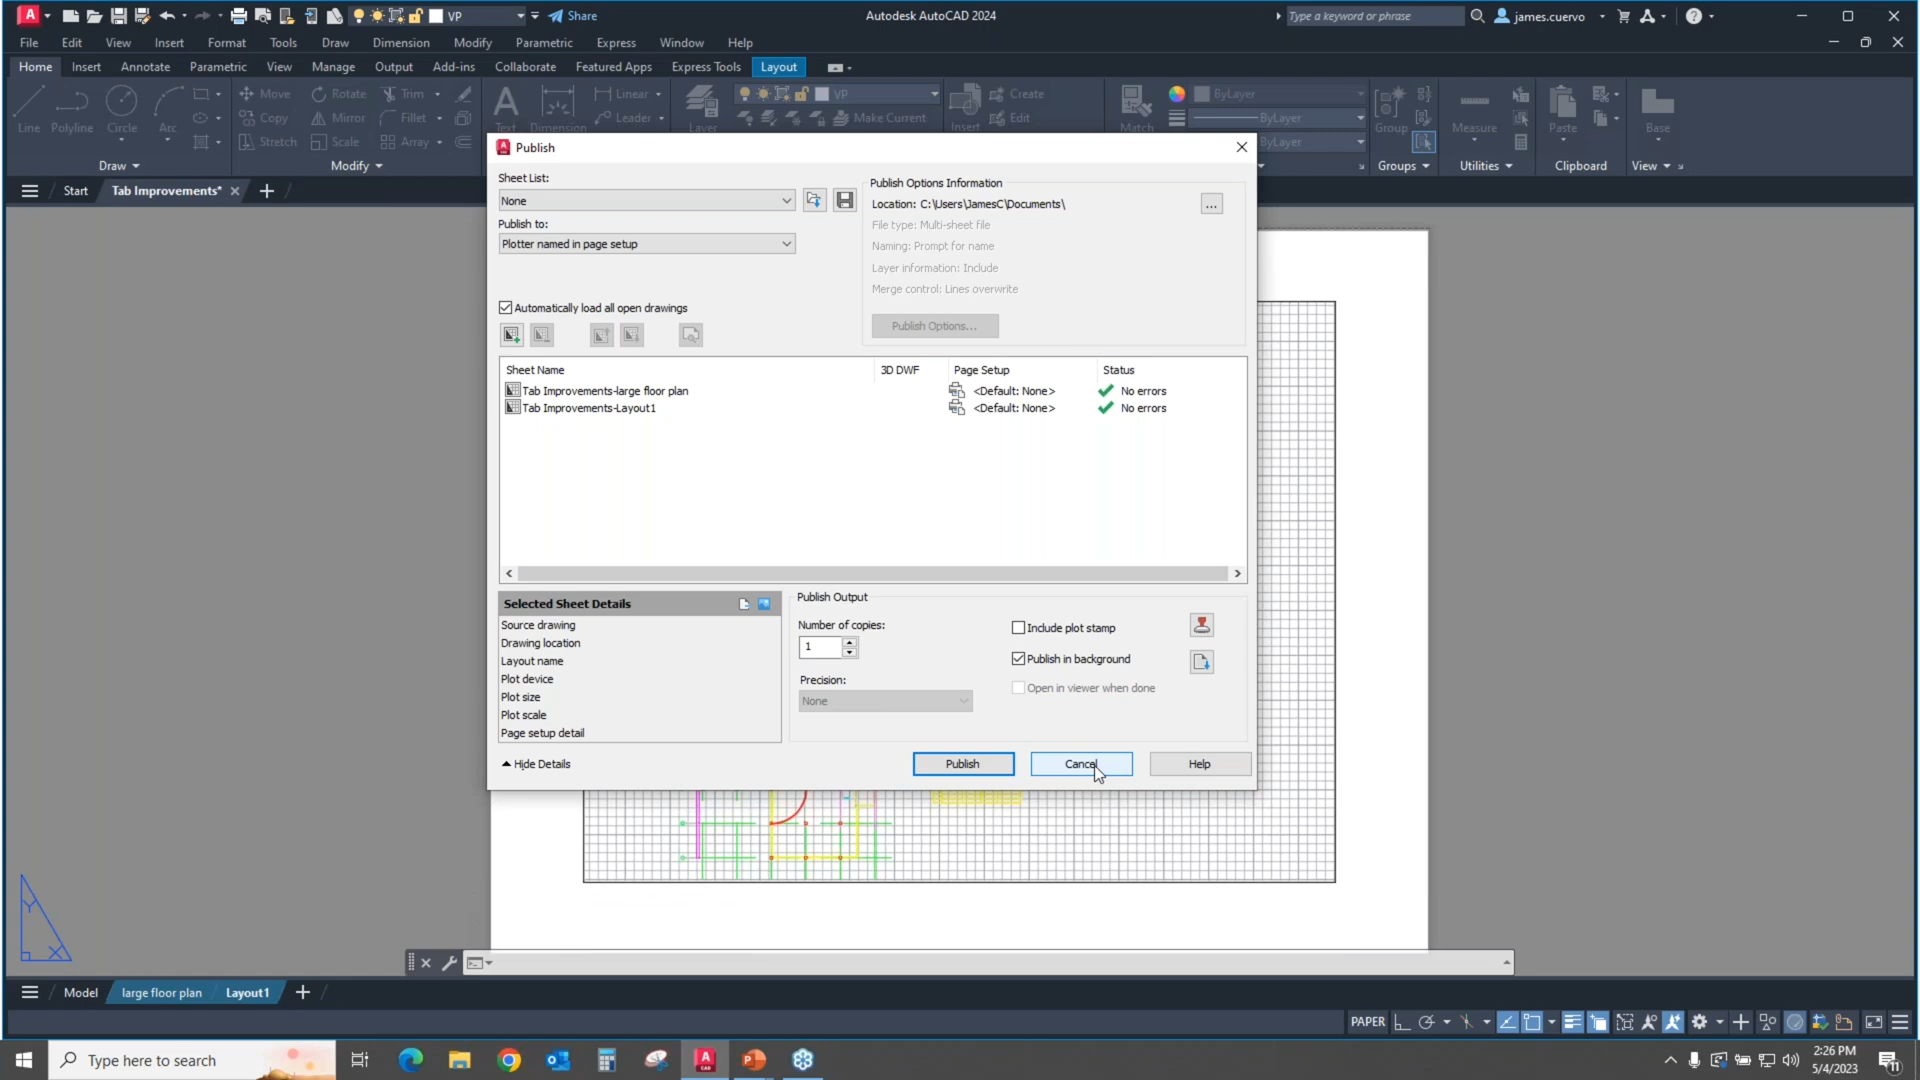 VP
Share
Autodesk AutoCAD 2024
Type a keyword or phrase
james.cuervo
File Edit View Insert Format Tools Draw Dimension Modify Parametric Express Window Help
Home Insert Annotate Parametric View Manage Output Add-ins Collaborate Featured Apps Express Tools Layout
Move Rotate Trim Linear VP Create ByLayer
Copy Mirror Fillet Leader Make Current Edit ByLayer
Line Polyline Circle Arc Text Dimension Layer Insert Match Group Measure Paste Base
Stretch Scale Array ByLayer
Draw Modify Groups Utilities Clipboard View
Start Tab Improvements*
Publish
Sheet List:
None
Publish to:
Plotter named in page setup
Publish Options Information
Location: C:\Users\JamesC\Documents\
...
File type: Multi-sheet file
Naming: Prompt for name
Layer information: Include
Merge control: Lines overwrite
Publish Options...
Automatically load all open drawings
Sheet Name 3D DWF Page Setup Status
Tab Improvements-large floor plan <Default: None> No errors
Tab Improvements-Layout1 <Default: None> No errors
Selected Sheet Details
Source drawing
Drawing location
Layout name
Plot device
Plot size
Plot scale
Page setup detail
Publish Output
Number of copies:
1
Precision:
None
Include plot stamp
Publish in background
Open in viewer when done
Hide Details
Publish
Cancel
Help
Y
X
Model large floor plan Layout1
PAPER
Type here to search
2:26 PM
5/4/2023
11